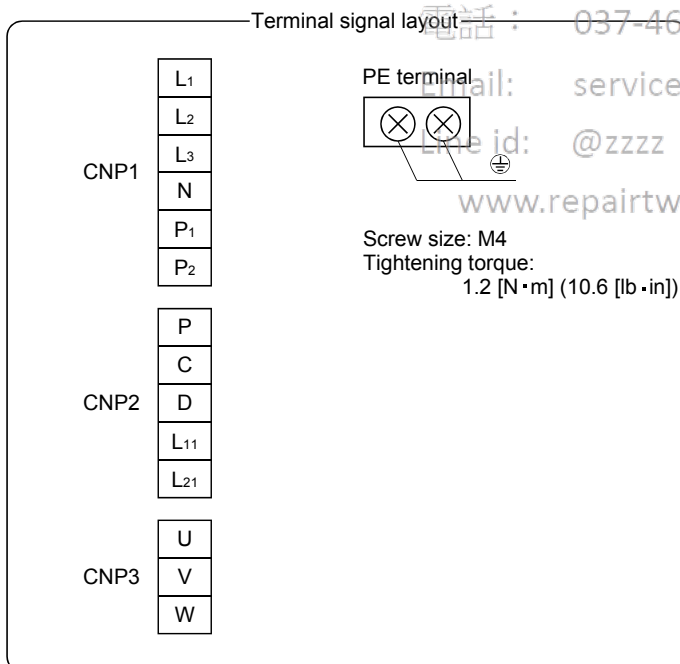 Terminal signal layout
電話： 037-46
CNP1
L1
L2
L3
N
P1
P2
PE terminal
Email: service
Line id: @zzzz
www.repairtw
Screw size: M4
Tightening torque:
1.2 [N▪m] (10.6 [lb▪in])
CNP2
P
C
D
L11
L21
CNP3
U
V
W